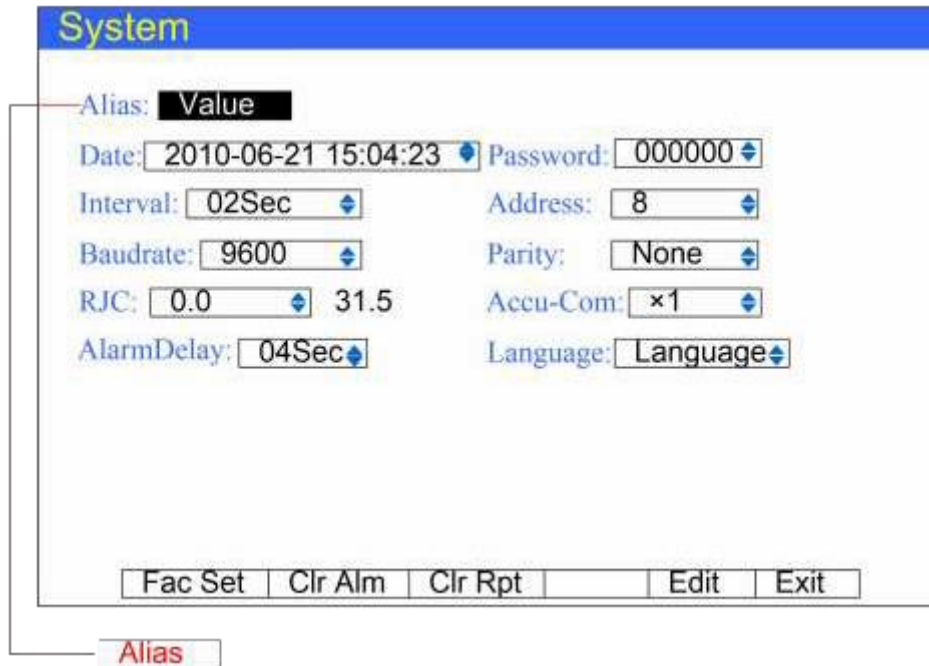 System
Alias: Value
Date: 2010-06-21 15:04:23 Password: 000000
Interval: 02Sec Address: 8
Baudrate: 9600 Parity: None
RJC: 0.0 31.5 Accu-Com: ×1
AlarmDelay: 04Sec Language: Language
Fac Set Clr Alm Clr Rpt Edit Exit
Alias